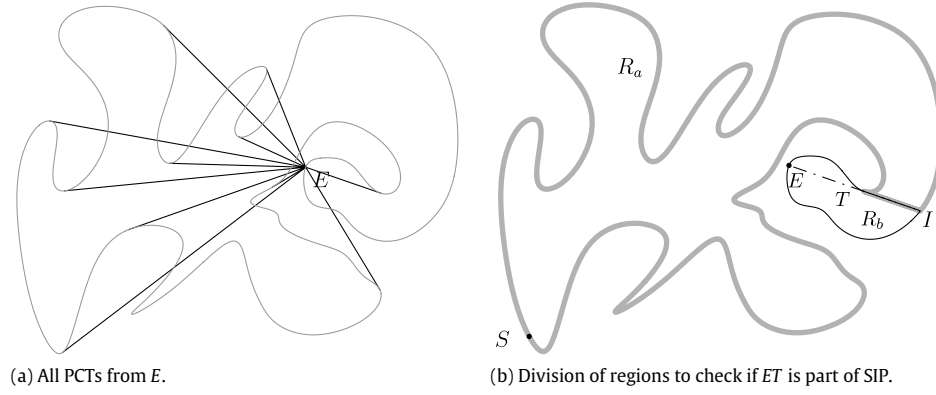 E
R_a
E
T
R_b
I
S
(a) All PCTs from E.
(b) Division of regions to check if ET is part of SIP.